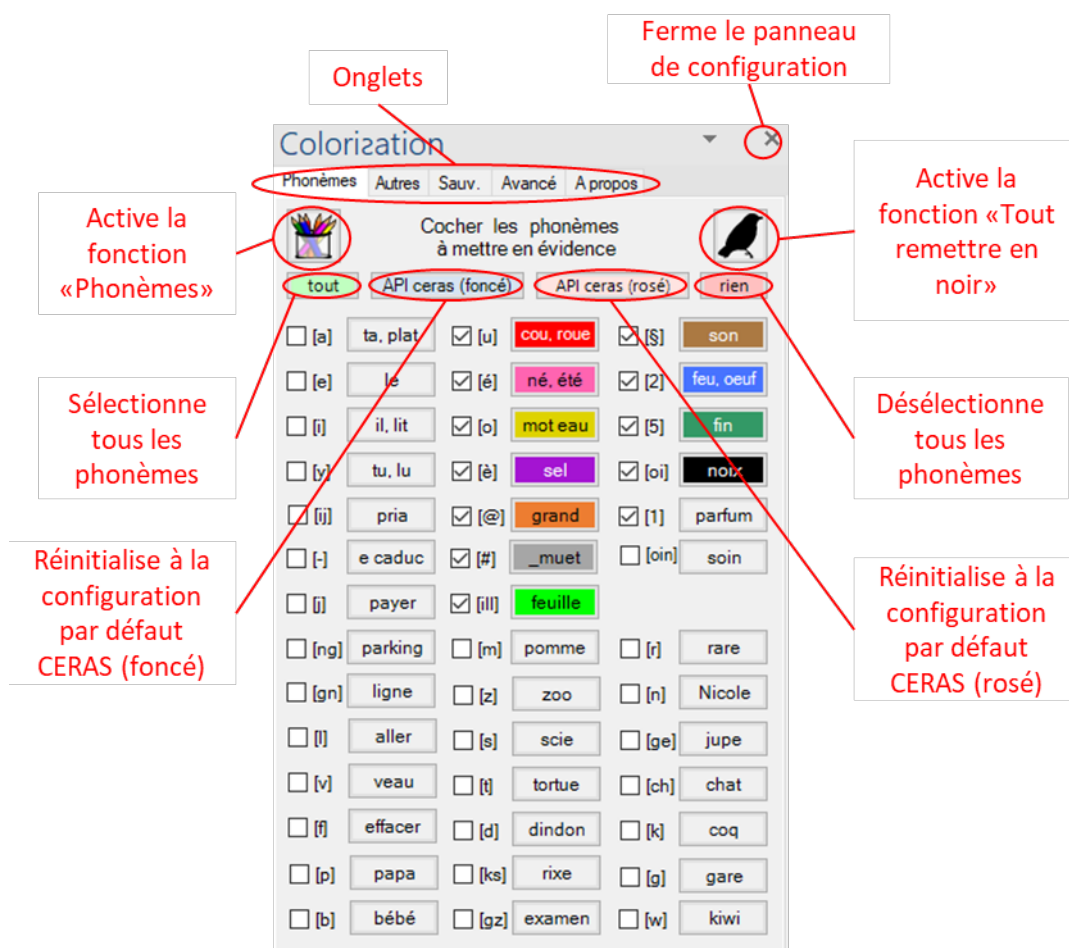 Ferme le panneau
de configuration
Onglets
Colorization
Phonèmes Autres Sauv. Avancé A propos
Active la
fonction
«Phonèmes»
Cocher les phonèmes
à mettre en évidence
Active la
fonction «Tout
remettre en
noir»
tout API ceras (foncé) API ceras (rosé) rien
[a] ta, plat [u] cou, roue [§] son
[e] le [é] né, été [2] feu, oeuf
[i] il, lit [o] mot eau [5] fin
[y] tu, lu [è] sel [oi] noix
[ij] pria [@] grand [1] parfum
[-] e caduc [#] _muet [oin] soin
[j] payer [ill] feuille
[ng] parking [m] pomme [r] rare
[gn] ligne [z] zoo [n] Nicole
[l] aller [s] scie [ge] jupe
[v] veau [t] tortue [ch] chat
[f] effacer [d] dindon [k] coq
[p] papa [ks] rixe [g] gare
[b] bébé [gz] examen [w] kiwi
Sélectionne
tous les
phonèmes
Désélectionne
tous les
phonèmes
Réinitialise à la
configuration
par défaut
CERAS (foncé)
Réinitialise à la
configuration
par défaut
CERAS (rosé)